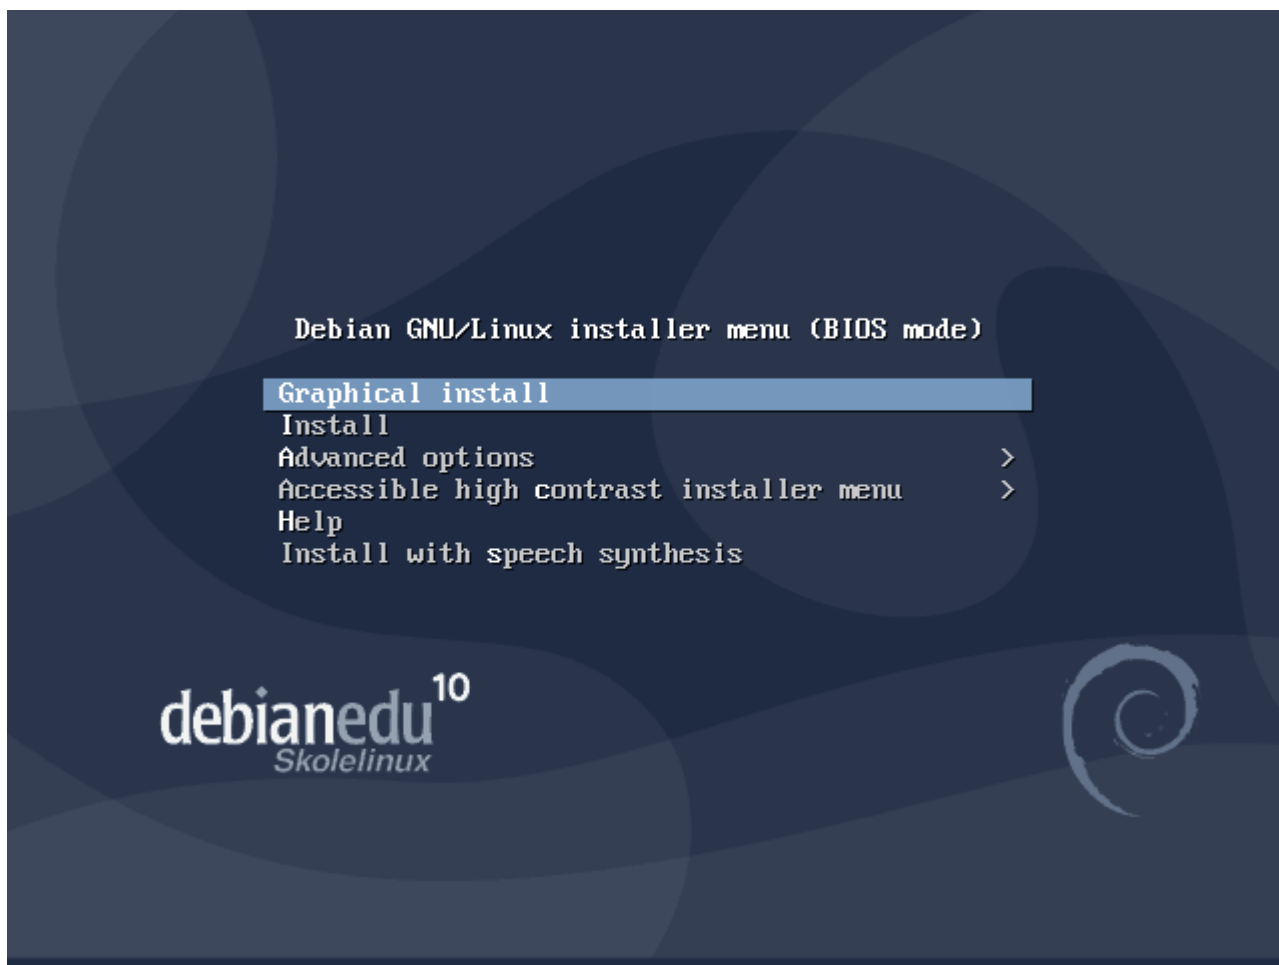 Debian GNU/Linux installer menu (BIOS mode)
Graphical install
Install
Advanced options >
Accessible high contrast installer menu >
Help
Install with speech synthesis
debianedu 10
Skolelinux